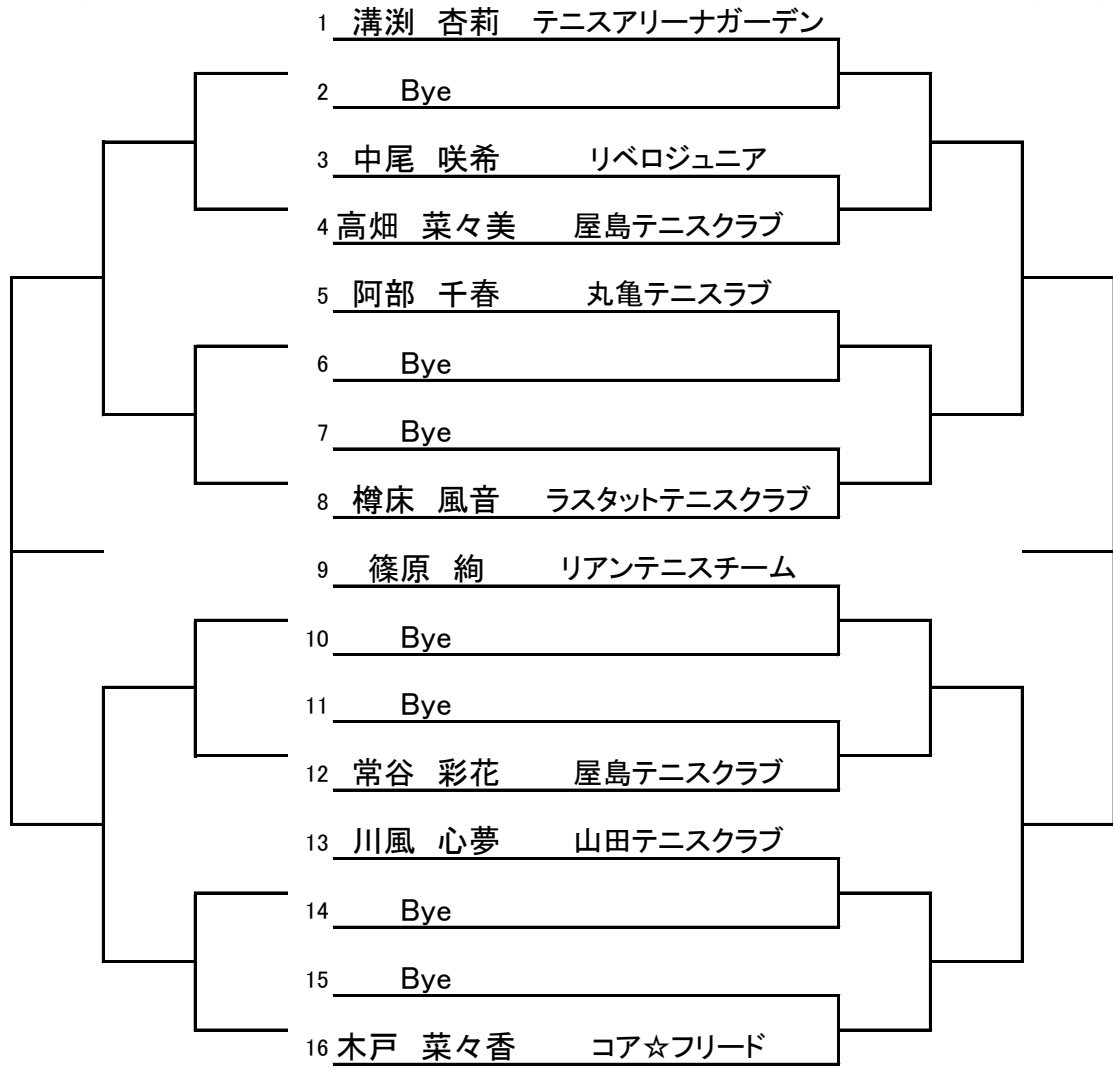 1 溝渕 杏莉 テニスアリーナガーデン
2 Bye
3 中尾 咲希 リベロジュニア
4 高畑 菜々美 屋島テニスクラブ
5 阿部 千春 丸亀テニスラブ
6 Bye
7 Bye
8 樽床 風音 ラスタットテニスクラブ
9 篠原 絢 リアンテニスチーム
10 Bye
11 Bye
12 常谷 彩花 屋島テニスクラブ
13 川風 心夢 山田テニスクラブ
14 Bye
15 Bye
16 木戸 菜々香 コア☆フリード